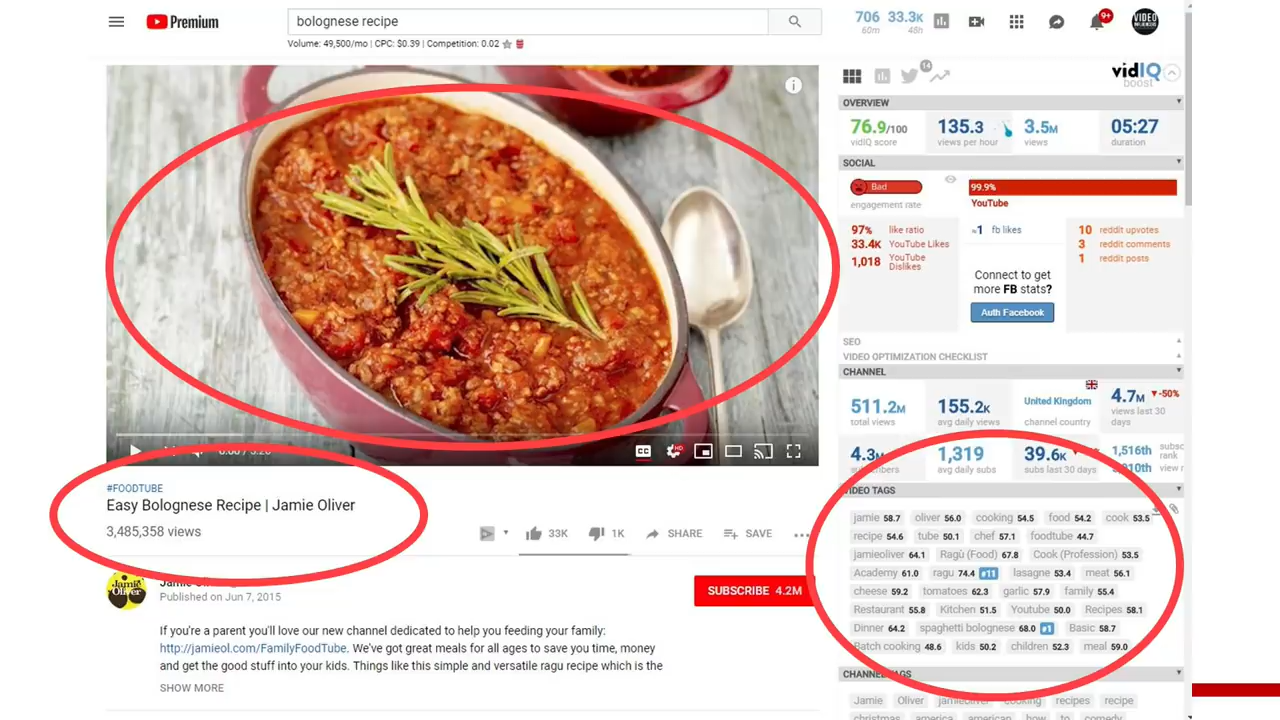 Premium
bolognese recipe
706 33.3K
60m 48h
9+
VIDEO
Volume: 49,500/mo | CPC: $0.39 | Competition: 0.02
i
14
vidIQ
boost
OVERVIEW
76.9/100 135.3 3.5M 05:27
vidIQ score views per hour views duration
SOCIAL
Bad 99.9%
engagement rate YouTube
97% like ratio
33.4K YouTube Likes
1,018 YouTube Dislikes
≈1 fb likes
Connect to get
more FB stats?
Auth Facebook
10 reddit upvotes
3 reddit comments
1 reddit posts
SEO
VIDEO OPTIMIZATION CHECKLIST
CHANNEL
511.2M 155.2K United Kingdom 4.7M -50%
total views avg daily views channel country views last 30 days
4.3M 1,319 39.6K 1,516th
avg daily subs subs last 30 days rank
CC HD
#FOODTUBE
Easy Bolognese Recipe | Jamie Oliver
3,485,358 views
33K 1K SHARE SAVE
Jamie Oliver
Published on Jun 7, 2015
SUBSCRIBE 4.2M
If you're a parent you'll love our new channel dedicated to help you feeding your family:
http://jamieol.com/FamilyFoodTube. We've got great meals for all ages to save you time, money
and get the good stuff into your kids. Things like this simple and versatile ragu recipe which is the
SHOW MORE
VIDEO TAGS
jamie 58.7 oliver 56.0 cooking 54.5 food 54.2 cook 53.5
recipe 54.6 tube 50.1 chef 57.1 foodtube 44.7
jamieoliver 64.1 Ragù (Food) 67.8 Cook (Profession) 53.5
Academy 61.0 ragu 74.4 #11 lasagne 53.4 meat 56.1
cheese 59.2 tomatoes 62.3 garlic 57.9 family 55.4
Restaurant 55.8 Kitchen 51.5 Youtube 50.0 Recipes 58.1
Dinner 64.2 spaghetti bolognese 68.0 #1 Basic 58.7
Batch cooking 48.6 kids 50.2 children 52.3 meal 59.0
CHANNEL TAGS
Jamie Oliver jamieoliver cooking recipes recipe
christmas america american how to comedy